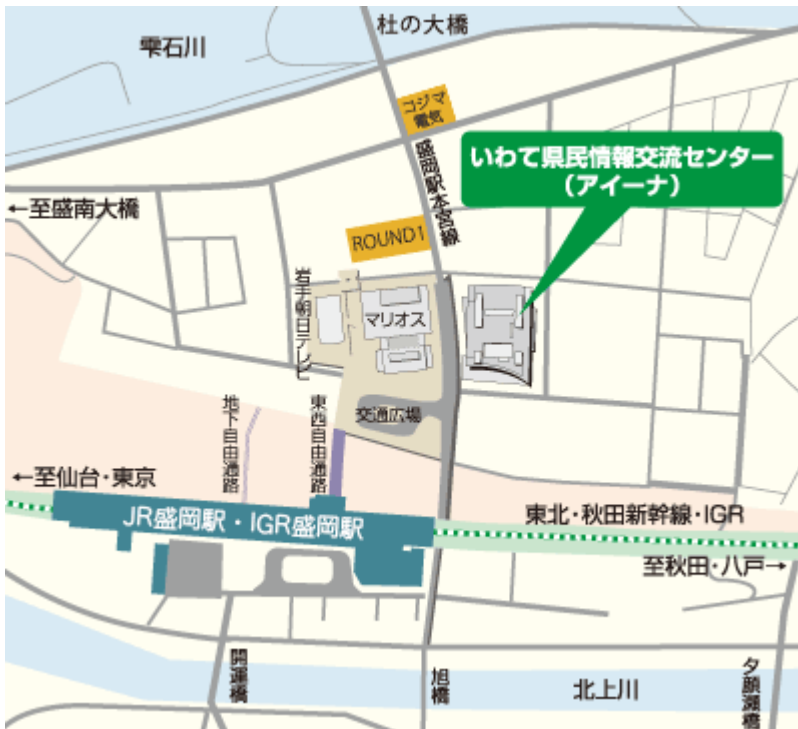 杜の大橋
雫石川
コジマ
電気
盛岡駅本宮線
いわて県民情報交流センター
（アイーナ）
←至盛南大橋
ROUND1
岩手朝日テレビ
マリオス
交通広場
地下自由通路
東西自由通路
←至仙台・東京
JR盛岡駅・IGR盛岡駅
東北・秋田新幹線・IGR
至秋田・八戸→
開運橋
旭橋
北上川
夕顔瀬橋